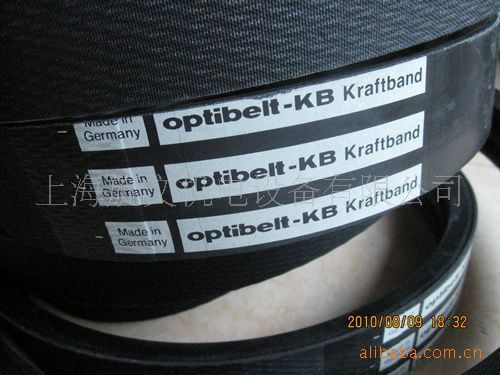 Made in
Germany
optibelt-KB Kraftband
Made in
Germany
optibelt-KB Kraftband
Made in
Germany
optibelt-KB Kraftband
2010/08/09 18:32
alibaba.com.cn